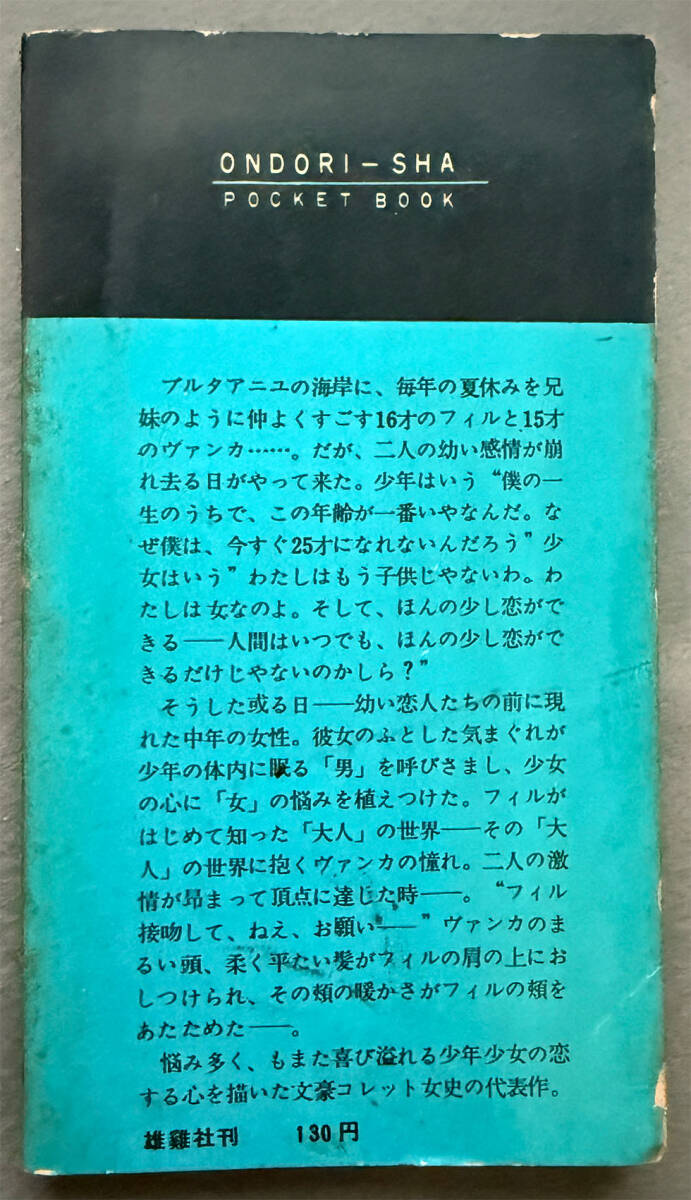 ONDORI－SHA
POCKET BOOK
ブルタアニユの海岸に、毎年の夏休みを兄
妹のように仲よくすごす16才のフィルと15才
のヴァンカ……。だが、二人の幼い感情が崩
れ去る日がやって来た。少年はいう“僕の一
生のうちで、この年齢が一番いやなんだ。な
ぜ僕は、今すぐ25才になれないんだろう”少
女はいう”わたしはもう子供じゃないわ。わ
たしは女なのよ。そして、ほんの少し恋がで
きる――人間はいつでも、ほんの少し恋がで
きるだけじゃないのかしら？”
そうした或る日――幼い恋人たちの前に現
れた中年の女性。彼女のふとした気まぐれが
少年の体内に眠る「男」を呼びさまし、少女
の心に「女」の悩みを植えつけた。フィルが
はじめて知った「大人」の世界――その「大
人」の世界に抱くヴァンカの憧れ。二人の激
情が昂まって頂点に達した時――。“フィル
接吻して、ねえ、お願い――”ヴァンカのま
るい頭、柔く平たい髪がフィルの肩の上にお
しつけられ、その頬の暖かさがフィルの頬を
あたためた――。
悩み多く、もまた喜び溢れる少年少女の恋
する心を描いた文豪コレット女史の代表作。
雄雞社刊 130円